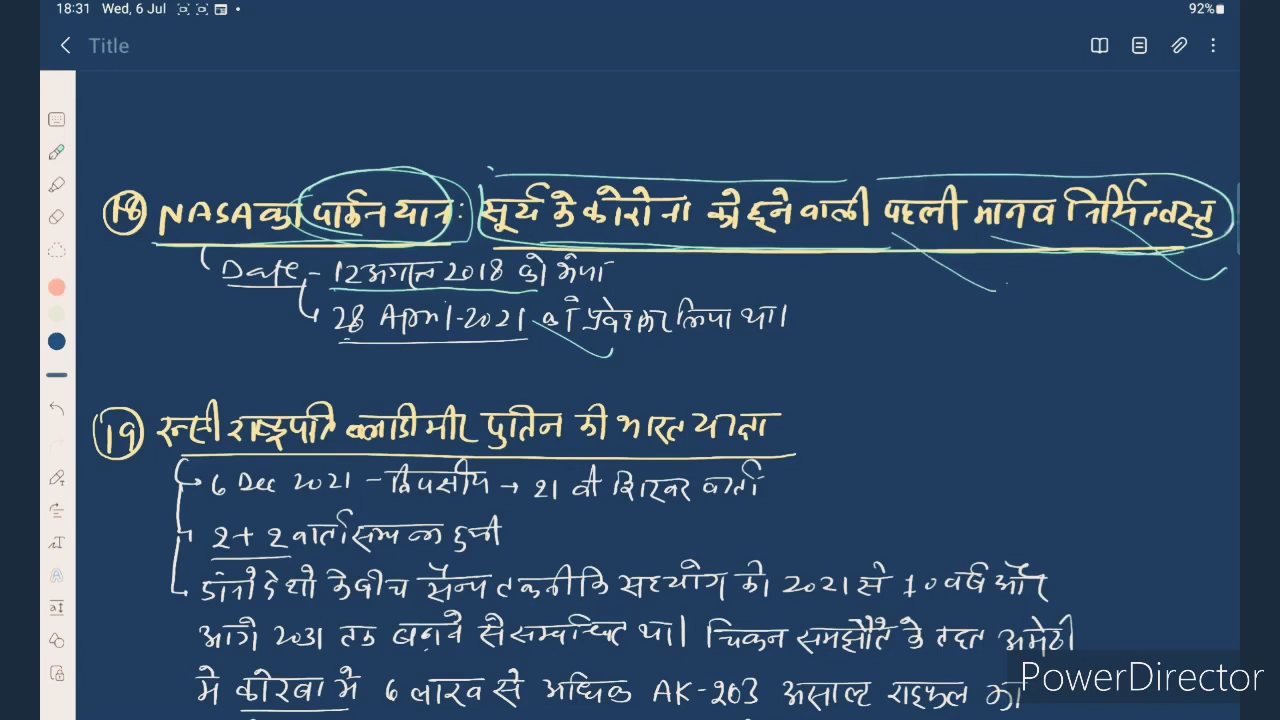 18:31 Wed, 6 Jul
92%
Title
18 NASA का पार्कर यान : सूर्य के कोरोना को छूने वाली पहली मानव निर्मित वस्तु
Date - 12 अगस्त 2018 को भेजा
28 April-2021 को प्रवेश कर लिया था।
19 रूसी राष्ट्रपति व्लाडीमीर पुतिन की भारत यात्रा
6 Dec 2021 - द्विपक्षीय → 21 वी शिखर वार्ता
2+2 वार्ता सम्पन्न हुयी
दोनो देशो के बीच सैन्य तकनीकि सहयोग को 2021 से 10 वर्ष और
आगे 2031 तक बढ़ाने से सम्बन्धित था। समझौते के तहत अमेठी
मे कोरवा मे 6 लाख से अधिक AK-203 असाल्ट राइफल का
PowerDirector